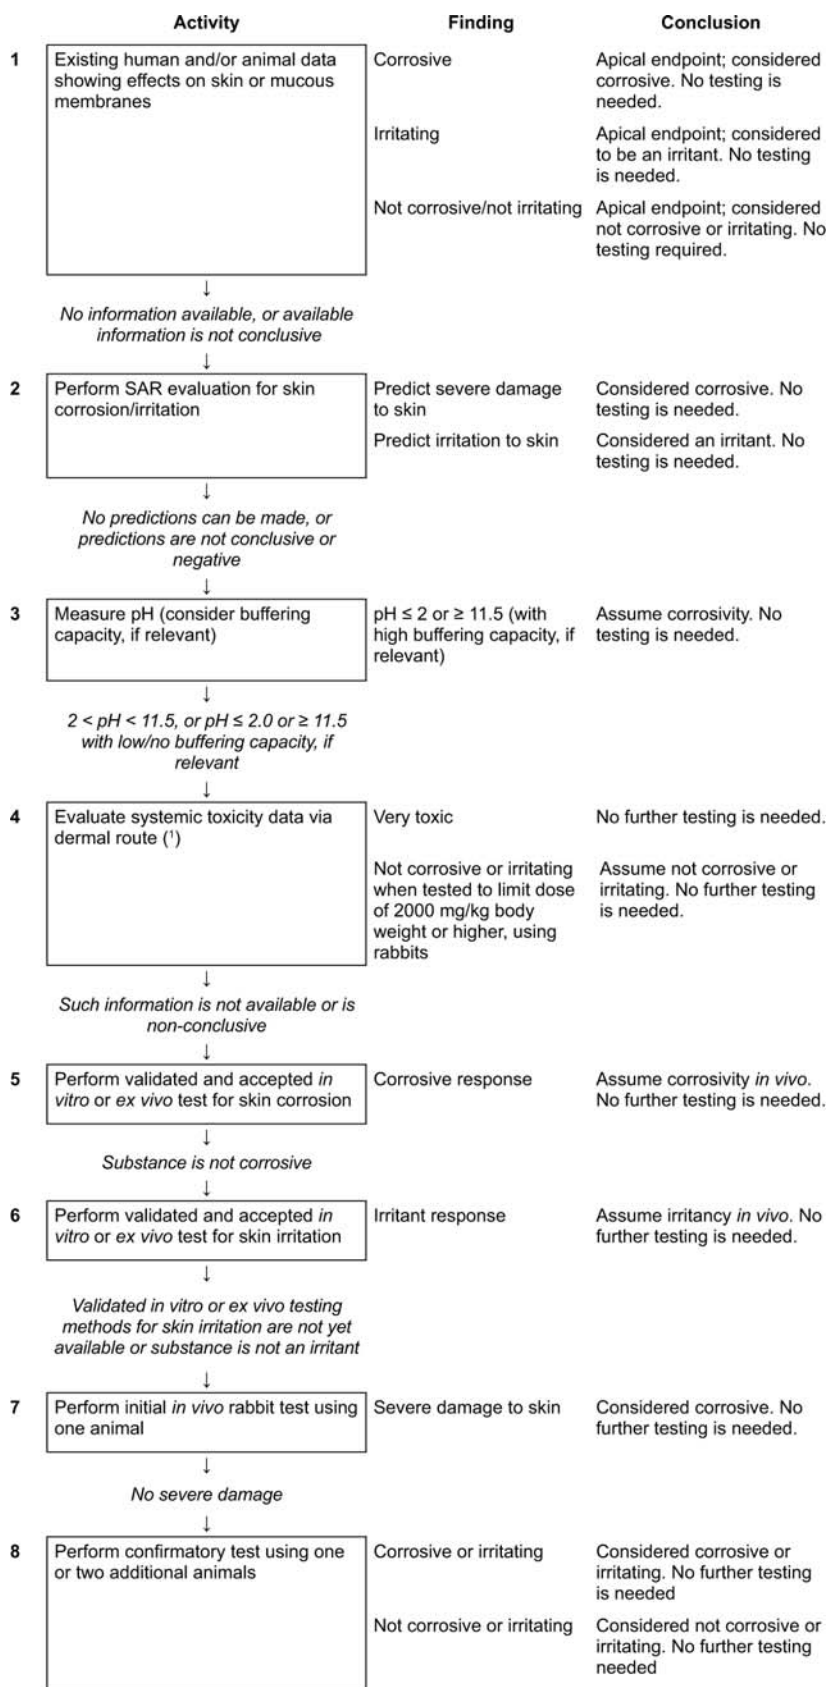 Activity Finding Conclusion
1 Existing human and/or animal data Corrosive Apical endpoint; considered
showing effects on skin or mucous corrosive. No testing is
membranes needed.
Irritating Apical endpoint; considered
to be an irritant. No testing
is needed.
Not corrosive/not irritating Apical endpoint; considered
not corrosive or irritating. No
testing required.
↓
No information available, or available
information is not conclusive
↓
2 Perform SAR evaluation for skin Predict severe damage Considered corrosive. No
corrosion/irritation to skin testing is needed.
Predict irritation to skin Considered an irritant. No
testing is needed.
↓
No predictions can be made, or
predictions are not conclusive or
negative
↓
3 Measure pH (consider buffering pH ≤ 2 or ≥ 11.5 (with Assume corrosivity. No
capacity, if relevant) high buffering capacity, if testing is needed.
relevant)
↓
2 < pH < 11.5, or pH ≤ 2.0 or ≥ 11.5
with low/no buffering capacity, if
relevant
↓
4 Evaluate systemic toxicity data via Very toxic No further testing is needed.
dermal route (¹)
Not corrosive or irritating Assume not corrosive or
when tested to limit dose irritating. No further testing
of 2000 mg/kg body is needed.
weight or higher, using
rabbits
↓
Such information is not available or is
non-conclusive
↓
5 Perform validated and accepted in Corrosive response Assume corrosivity in vivo.
vitro or ex vivo test for skin corrosion No further testing is needed.
↓
Substance is not corrosive
↓
6 Perform validated and accepted in Irritant response Assume irritancy in vivo. No
vitro or ex vivo test for skin irritation further testing is needed.
↓
Validated in vitro or ex vivo testing
methods for skin irritation are not yet
available or substance is not an irritant
↓
7 Perform initial in vivo rabbit test using Severe damage to skin Considered corrosive. No
one animal further testing is needed.
↓
No severe damage
↓
8 Perform confirmatory test using one Corrosive or irritating Considered corrosive or
or two additional animals irritating. No further testing
is needed
Not corrosive or irritating Considered not corrosive or
irritating. No further testing
needed